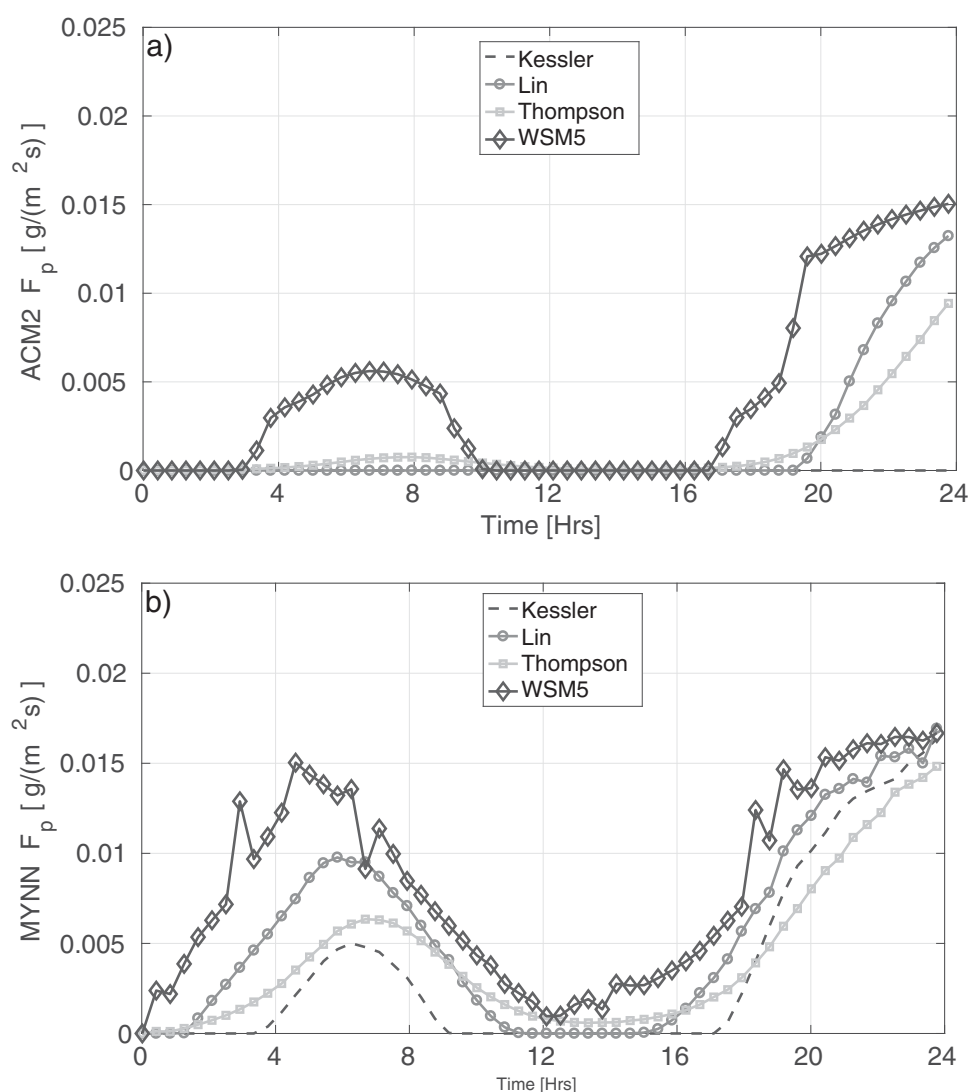 a)
0.025
0.02
0.015
0.01
0.005
0
ACM2 F_p [ g/(m ^2s) ]
Kessler
Lin
Thompson
WSM5
0 4 8 12 16 20 24
Time [Hrs]
b)
0.025
0.02
0.015
0.01
0.005
0
MYNN F_p [ g/(m ^2s) ]
Kessler
Lin
Thompson
WSM5
0 4 8 12 16 20 24
Time [Hrs]